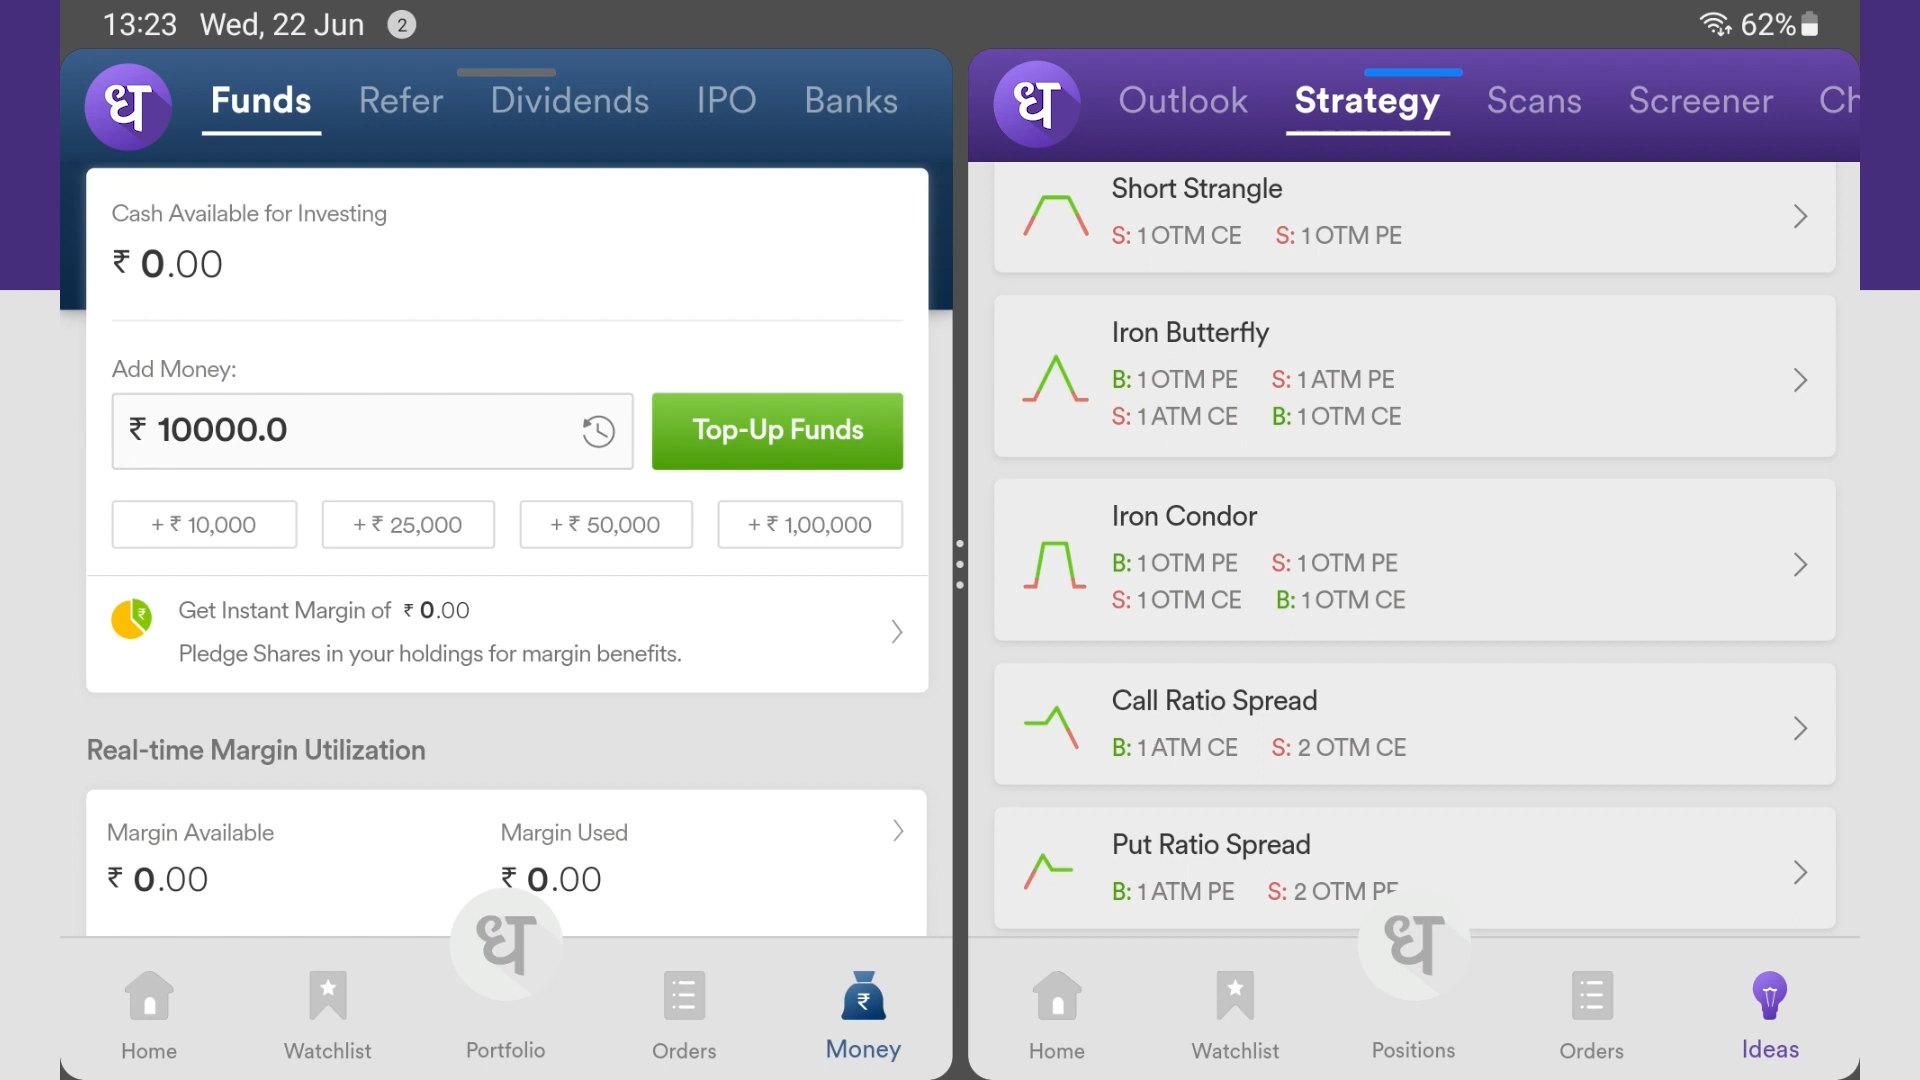 13:23 Wed, 22 Jun 2
62%
ध Funds Refer Dividends IPO Banks
Cash Available for Investing
₹ 0.00
Add Money:
₹ 10000.0
Top-Up Funds
+ ₹ 10,000 + ₹ 25,000 + ₹ 50,000 + ₹ 1,00,000
₹ Get Instant Margin of ₹ 0.00
Pledge Shares in your holdings for margin benefits.
Real-time Margin Utilization
Margin Available Margin Used
₹ 0.00 ₹ 0.00
ध
₹
Home Watchlist Portfolio Orders Money
ध Outlook Strategy Scans Screener Ch
Short Strangle
S: 1 OTM CE S: 1 OTM PE
Iron Butterfly
B: 1 OTM PE S: 1 ATM PE
S: 1 ATM CE B: 1 OTM CE
Iron Condor
B: 1 OTM PE S: 1 OTM PE
S: 1 OTM CE B: 1 OTM CE
Call Ratio Spread
B: 1 ATM CE S: 2 OTM CE
Put Ratio Spread
B: 1 ATM PE S: 2 OTM PE
ध
Home Watchlist Positions Orders Ideas